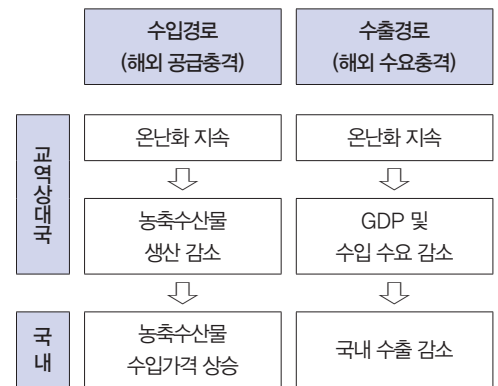 수입경로
(해외 공급충격)
수출경로
(해외 수요충격)
교역상대국
온난화 지속
온난화 지속
농축수산물
생산 감소
GDP 및
수입 수요 감소
국내
농축수산물
수입가격 상승
국내 수출 감소